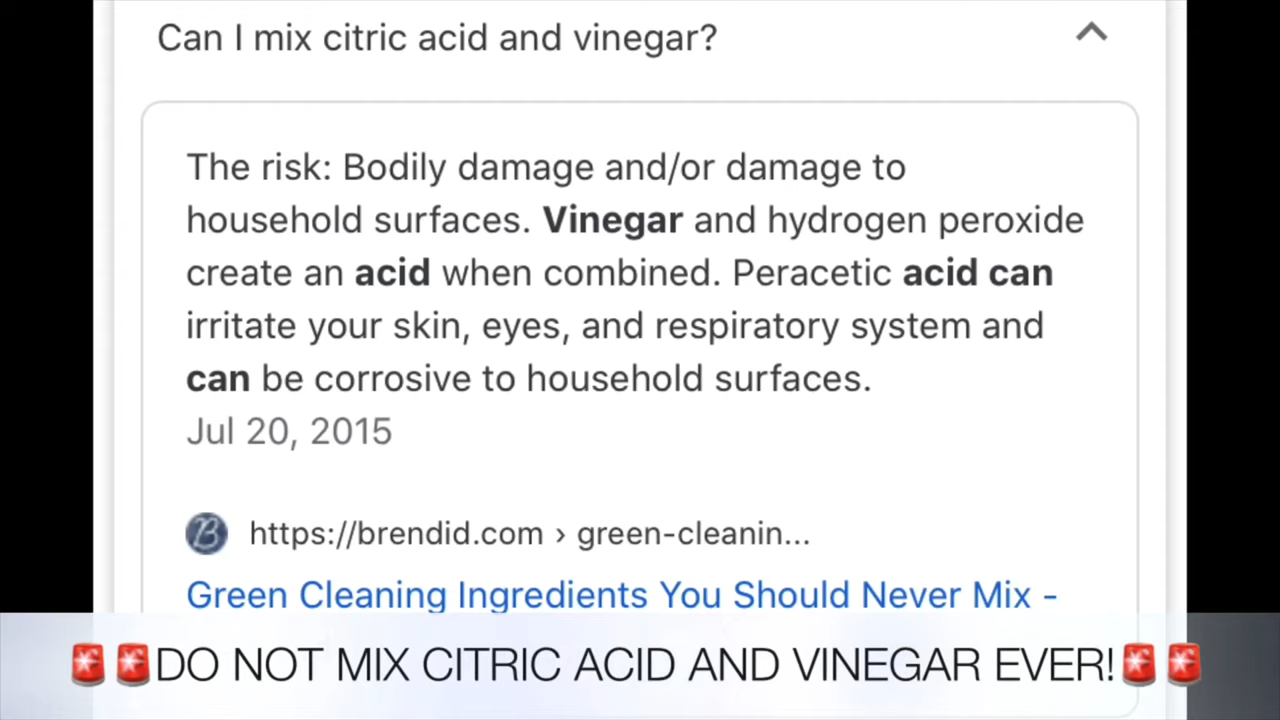 Can I mix citric acid and vinegar?
The risk: Bodily damage and/or damage to
household surfaces. Vinegar and hydrogen peroxide
create an acid when combined. Peracetic acid can
irritate your skin, eyes, and respiratory system and
can be corrosive to household surfaces.
Jul 20, 2015
B
https://brendid.com › green-cleanin...
Green Cleaning Ingredients You Should Never Mix -
🚨🚨DO NOT MIX CITRIC ACID AND VINEGAR EVER!🚨🚨